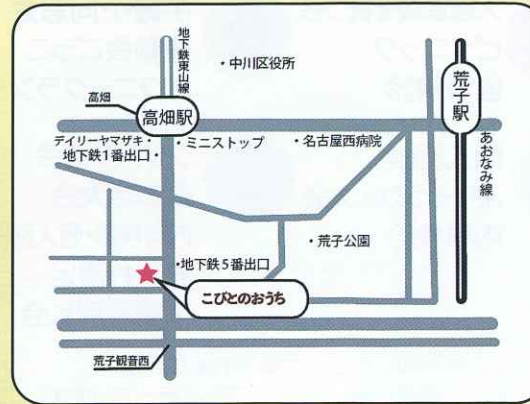 地下鉄東山線
・中川区役所
高畑
高畑駅
荒子駅
デイリーヤマザキ・
・ミニストップ
・名古屋西病院
地下鉄1番出口・
あおなみ線
・荒子公園
・地下鉄5番出口
こびとのおうち
荒子観音西